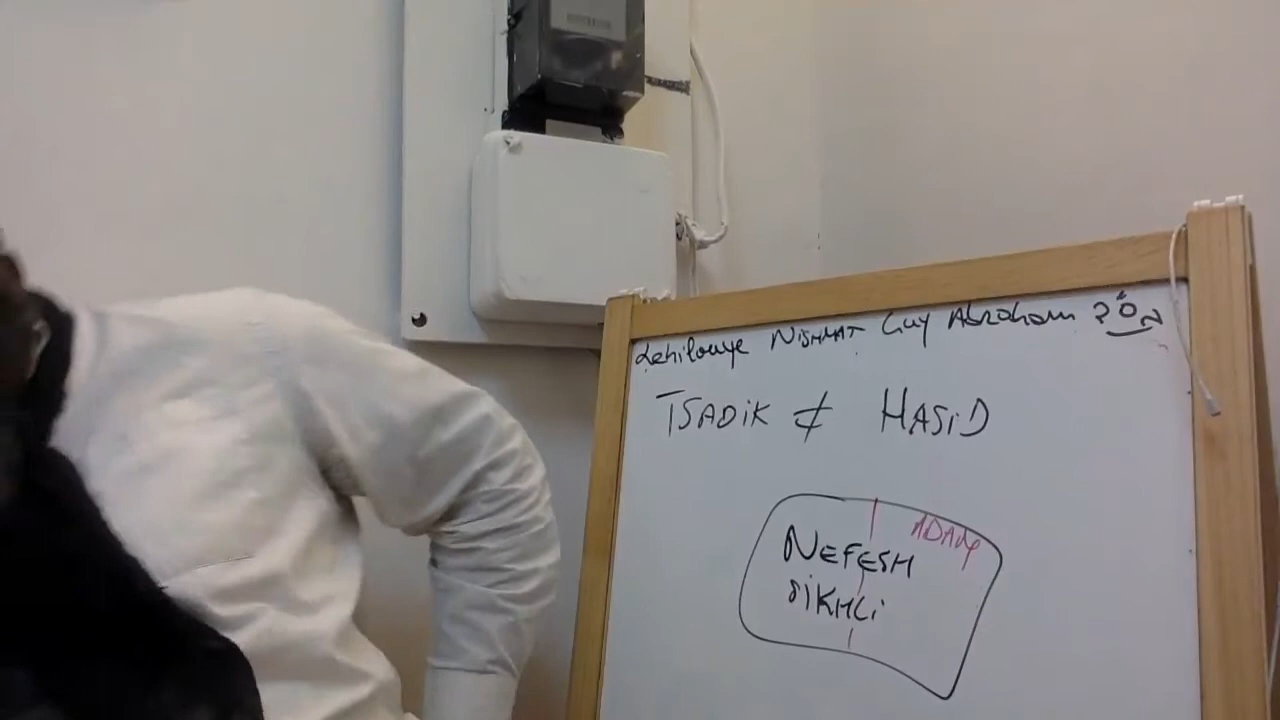 Lehilouye NISHMAT Guy Abraham
TSADIK ⊄ HASID
ADAM
NEFESH
SIKHLI